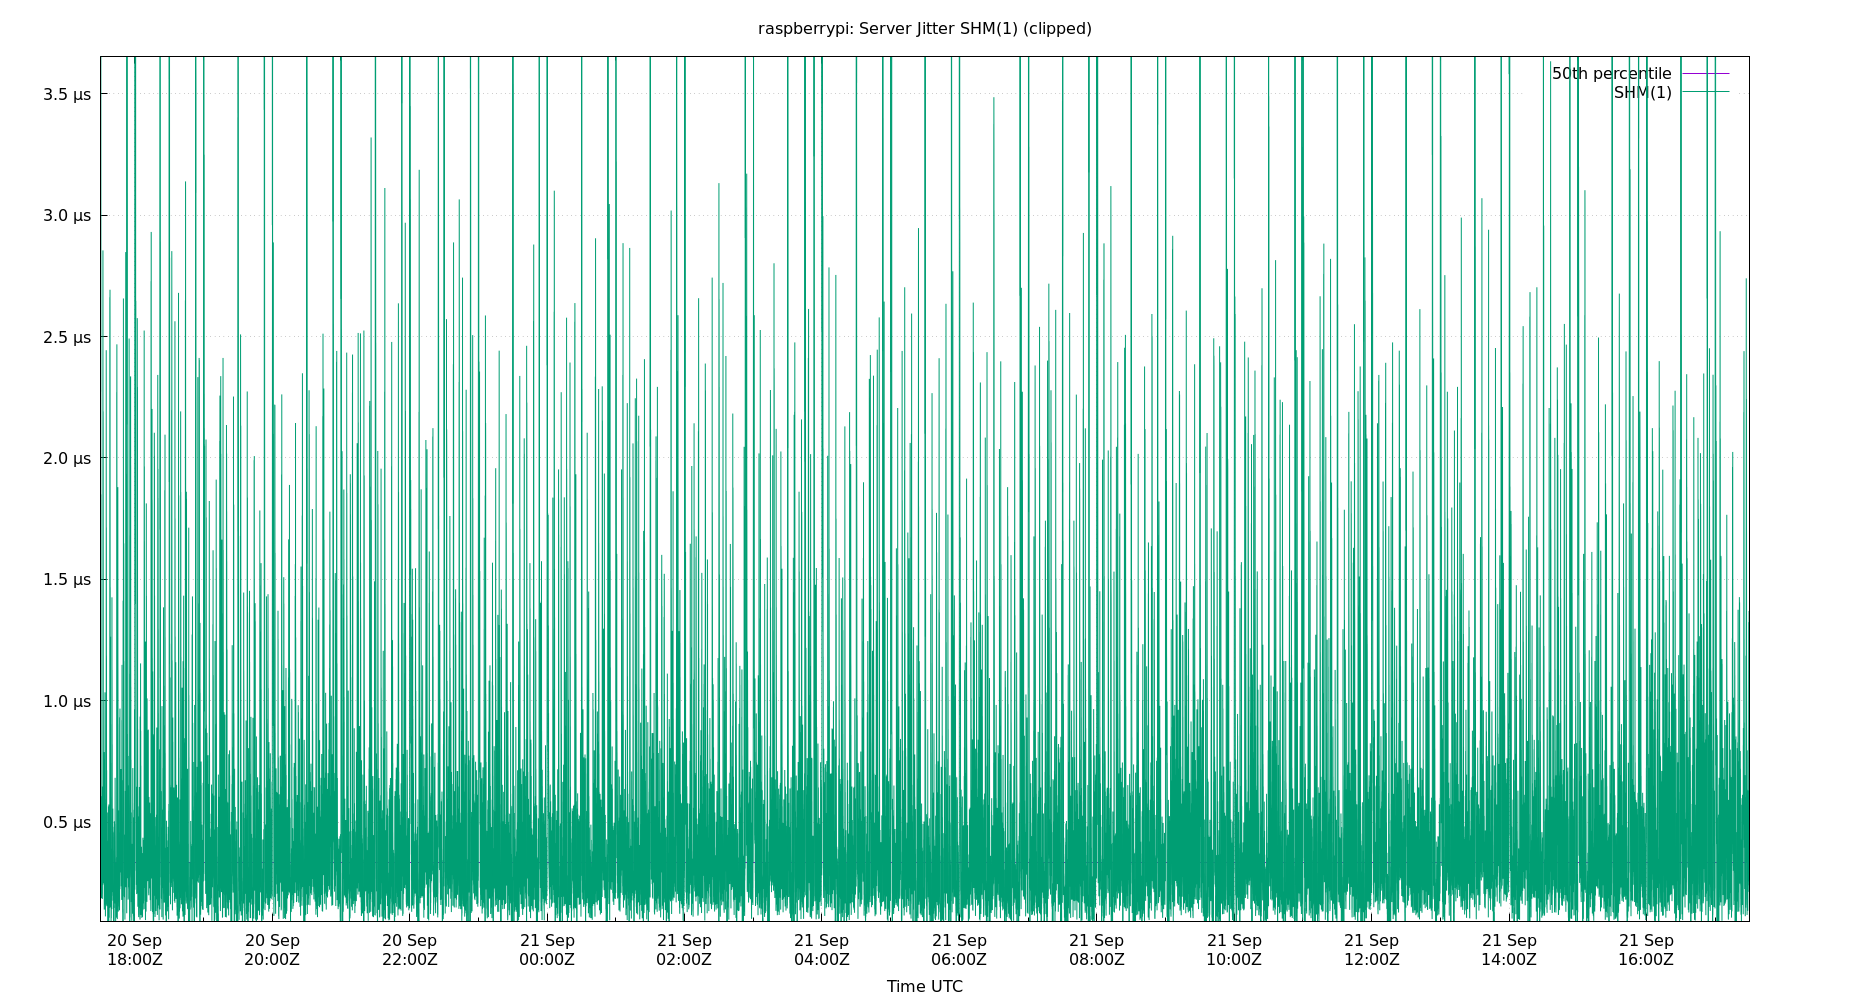 raspberrypi: Server Jitter SHM(1) (clipped)
50th percentile
SHM(1)
3.5 µs
3.0 µs
2.5 µs
2.0 µs
1.5 µs
1.0 µs
0.5 µs
20 Sep 20 Sep 20 Sep 21 Sep 21 Sep 21 Sep 21 Sep 21 Sep 21 Sep 21 Sep 21 Sep 21 Sep
18:00Z 20:00Z 22:00Z 00:00Z 02:00Z 04:00Z 06:00Z 08:00Z 10:00Z 12:00Z 14:00Z 16:00Z
Time UTC